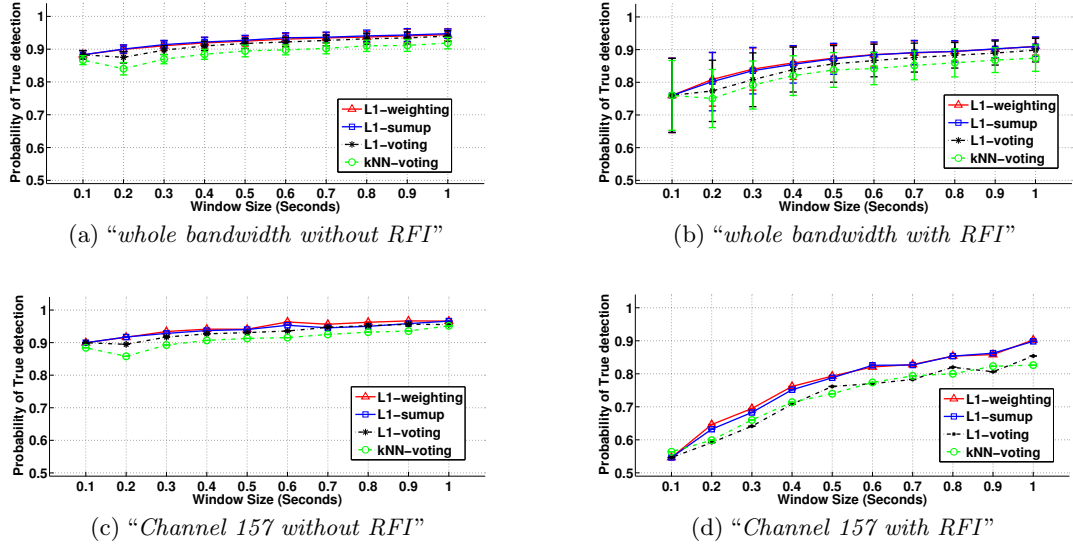 Probability of True detection
1
0.9
0.8
0.7
0.6
0.5
L1-weighting
L1-sumup
L1-voting
kNN-voting
0.1 0.2 0.3 0.4 0.5 0.6 0.7 0.8 0.9 1
Window Size (Seconds)
(a) “whole bandwidth without RFI”
Probability of True detection
1
0.9
0.8
0.7
0.6
0.5
L1-weighting
L1-sumup
L1-voting
kNN-voting
0.1 0.2 0.3 0.4 0.5 0.6 0.7 0.8 0.9 1
Window Size (Seconds)
(b) “whole bandwidth with RFI”
Probability of True detection
1
0.9
0.8
0.7
0.6
0.5
L1-weighting
L1-sumup
L1-voting
kNN-voting
0.1 0.2 0.3 0.4 0.5 0.6 0.7 0.8 0.9 1
Window Size (Seconds)
(c) “Channel 157 without RFI”
Probability of True detection
1
0.9
0.8
0.7
0.6
0.5
L1-weighting
L1-sumup
L1-voting
kNN-voting
0.1 0.2 0.3 0.4 0.5 0.6 0.7 0.8 0.9 1
Window Size (Seconds)
(d) “Channel 157 with RFI”